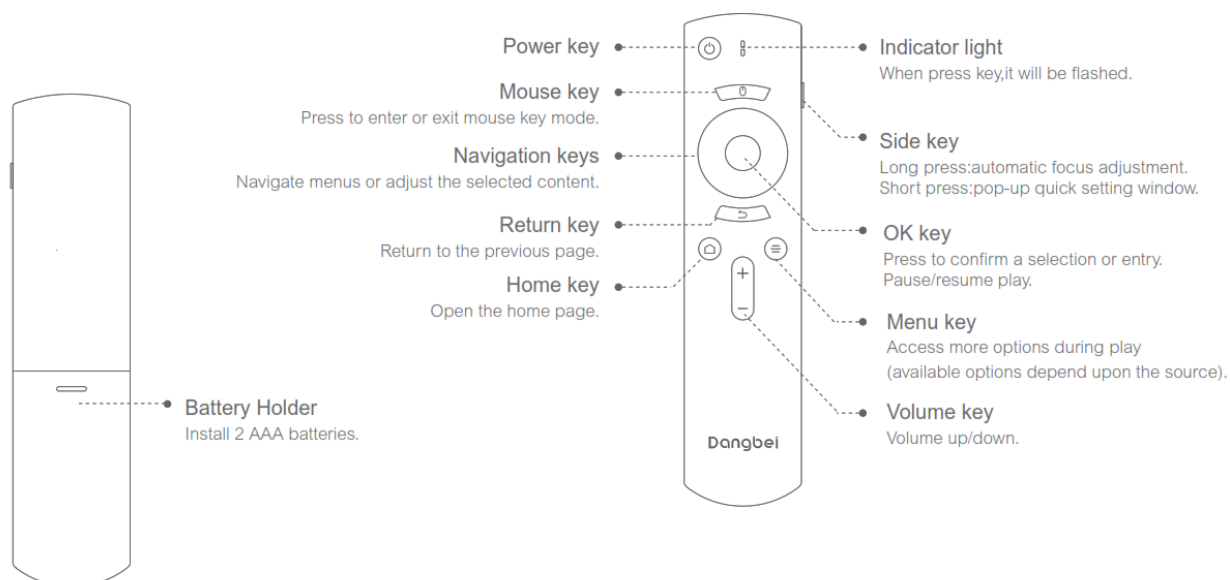 Power key
Mouse key
Press to enter or exit mouse key mode.
Navigation keys
Navigate menus or adjust the selected content.
Return key
Return to the previous page.
Home key
Open the home page.
Battery Holder
Install 2 AAA batteries.
Dangbei
Indicator light
When press key,it will be flashed.
Side key
Long press:automatic focus adjustment.
Short press:pop-up quick setting window.
OK key
Press to confirm a selection or entry.
Pause/resume play.
Menu key
Access more options during play
(available options depend upon the source).
Volume key
Volume up/down.